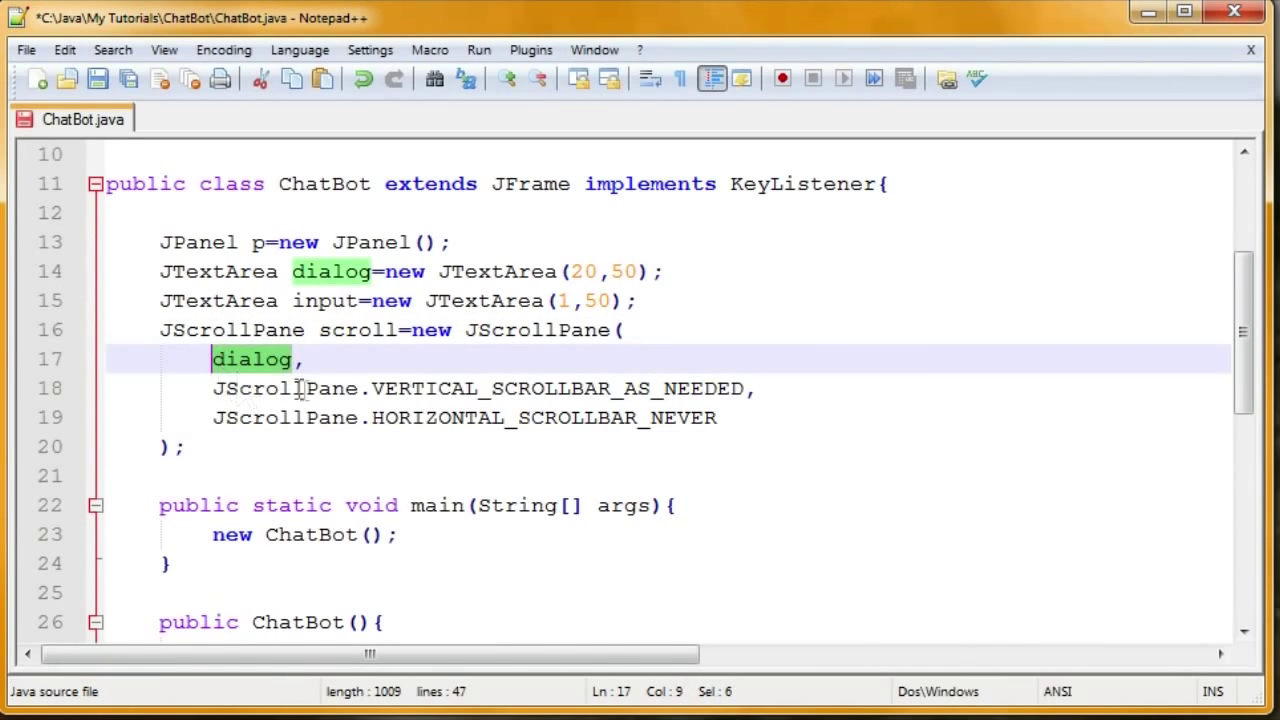 *C:\Java\My Tutorials\ChatBot\ChatBot.java - Notepad++
File Edit Search View Encoding Language Settings Macro Run Plugins Window ? X
ABC
ChatBot.java
10
11 public class ChatBot extends JFrame implements KeyListener{
12
13 JPanel p=new JPanel();
14 JTextArea dialog=new JTextArea(20,50);
15 JTextArea input=new JTextArea(1,50);
16 JScrollPane scroll=new JScrollPane(
17 dialog,
18 JScrollPane.VERTICAL_SCROLLBAR_AS_NEEDED,
19 JScrollPane.HORIZONTAL_SCROLLBAR_NEVER
20 );
21
22 public static void main(String[] args){
23 new ChatBot();
24 }
25
26 public ChatBot(){
Java source file length : 1009 lines : 47 Ln : 17 Col : 9 Sel : 6 Dos\Windows ANSI INS